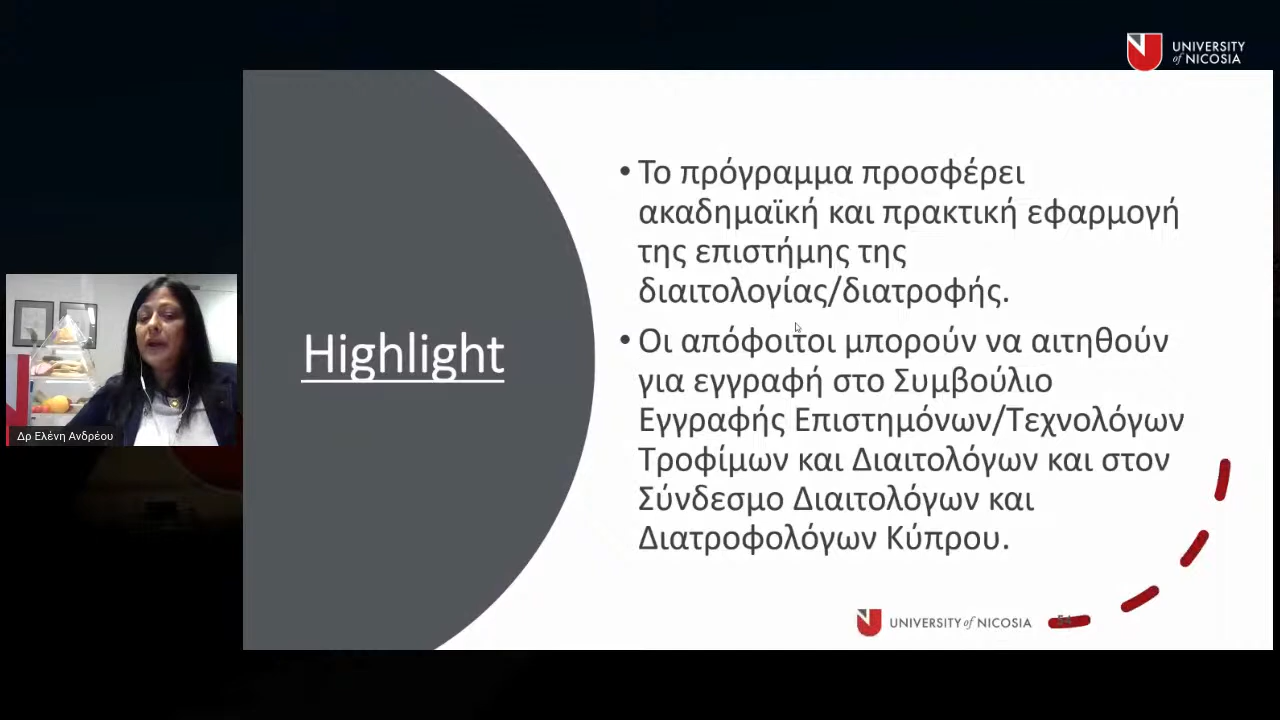 UNIVERSITY
of NICOSIA
• Το πρόγραμμα προσφέρει
ακαδημαϊκή και πρακτική εφαρμογή
της επιστήμης της
διαιτολογίας/διατροφής.
Highlight
• Οι απόφοιτοι μπορούν να αιτηθούν
για εγγραφή στο Συμβούλιο
Εγγραφής Επιστημόνων/Τεχνολόγων
Τροφίμων και Διαιτολόγων και στον
Σύνδεσμο Διαιτολόγων και
Διατροφολόγων Κύπρου.
Δρ Ελένη Ανδρέου
UNIVERSITY of NICOSIA
54